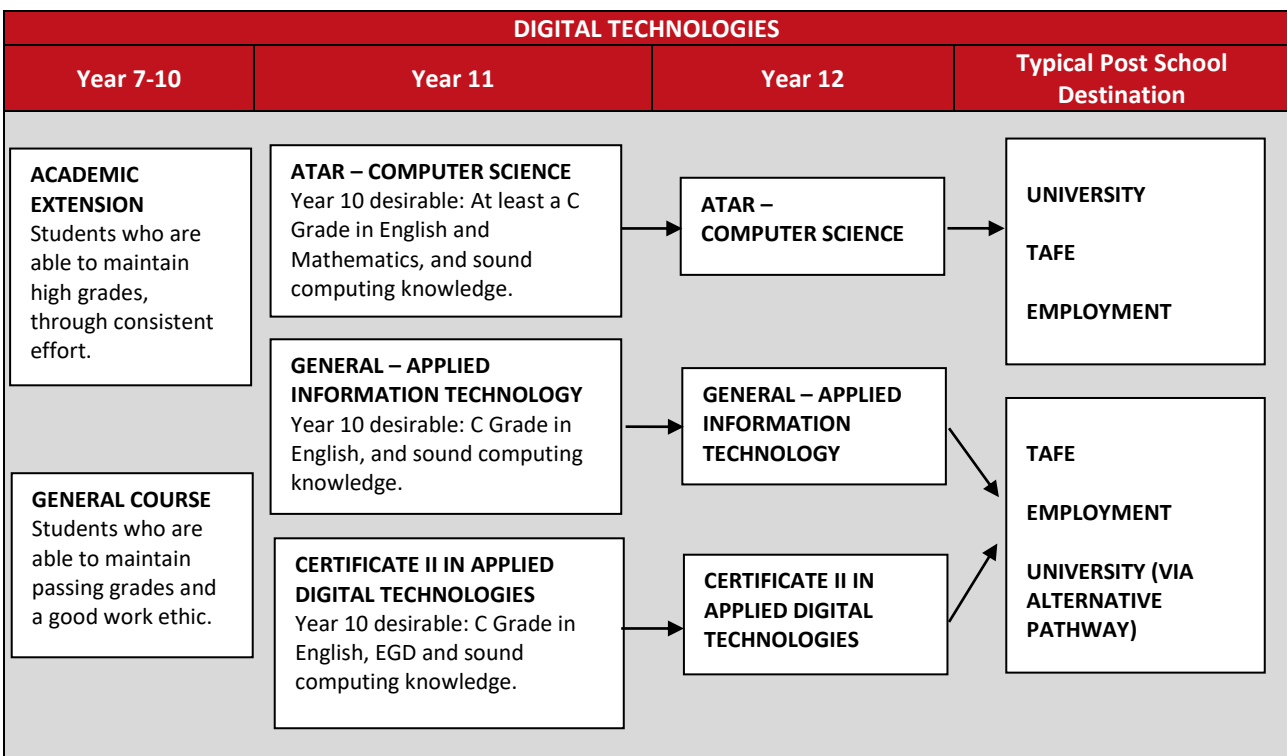 DIGITAL TECHNOLOGIES
Year 7-10
Year 11
Year 12
Typical Post School
Destination
ACADEMIC
EXTENSION
Students who are
able to maintain
high grades,
through consistent
effort.
GENERAL COURSE
Students who are
able to maintain
passing grades and
a good work ethic.
ATAR – COMPUTER SCIENCE
Year 10 desirable: At least a C
Grade in English and
Mathematics, and sound
computing knowledge.
GENERAL – APPLIED
INFORMATION TECHNOLOGY
Year 10 desirable: C Grade in
English, and sound computing
knowledge.
CERTIFICATE II IN APPLIED
DIGITAL TECHNOLOGIES
Year 10 desirable: C Grade in
English, EGD and sound
computing knowledge.
ATAR –
COMPUTER SCIENCE
GENERAL – APPLIED
INFORMATION
TECHNOLOGY
CERTIFICATE II IN
APPLIED DIGITAL
TECHNOLOGIES
UNIVERSITY
TAFE
EMPLOYMENT
TAFE
EMPLOYMENT
UNIVERSITY (VIA
ALTERNATIVE
PATHWAY)